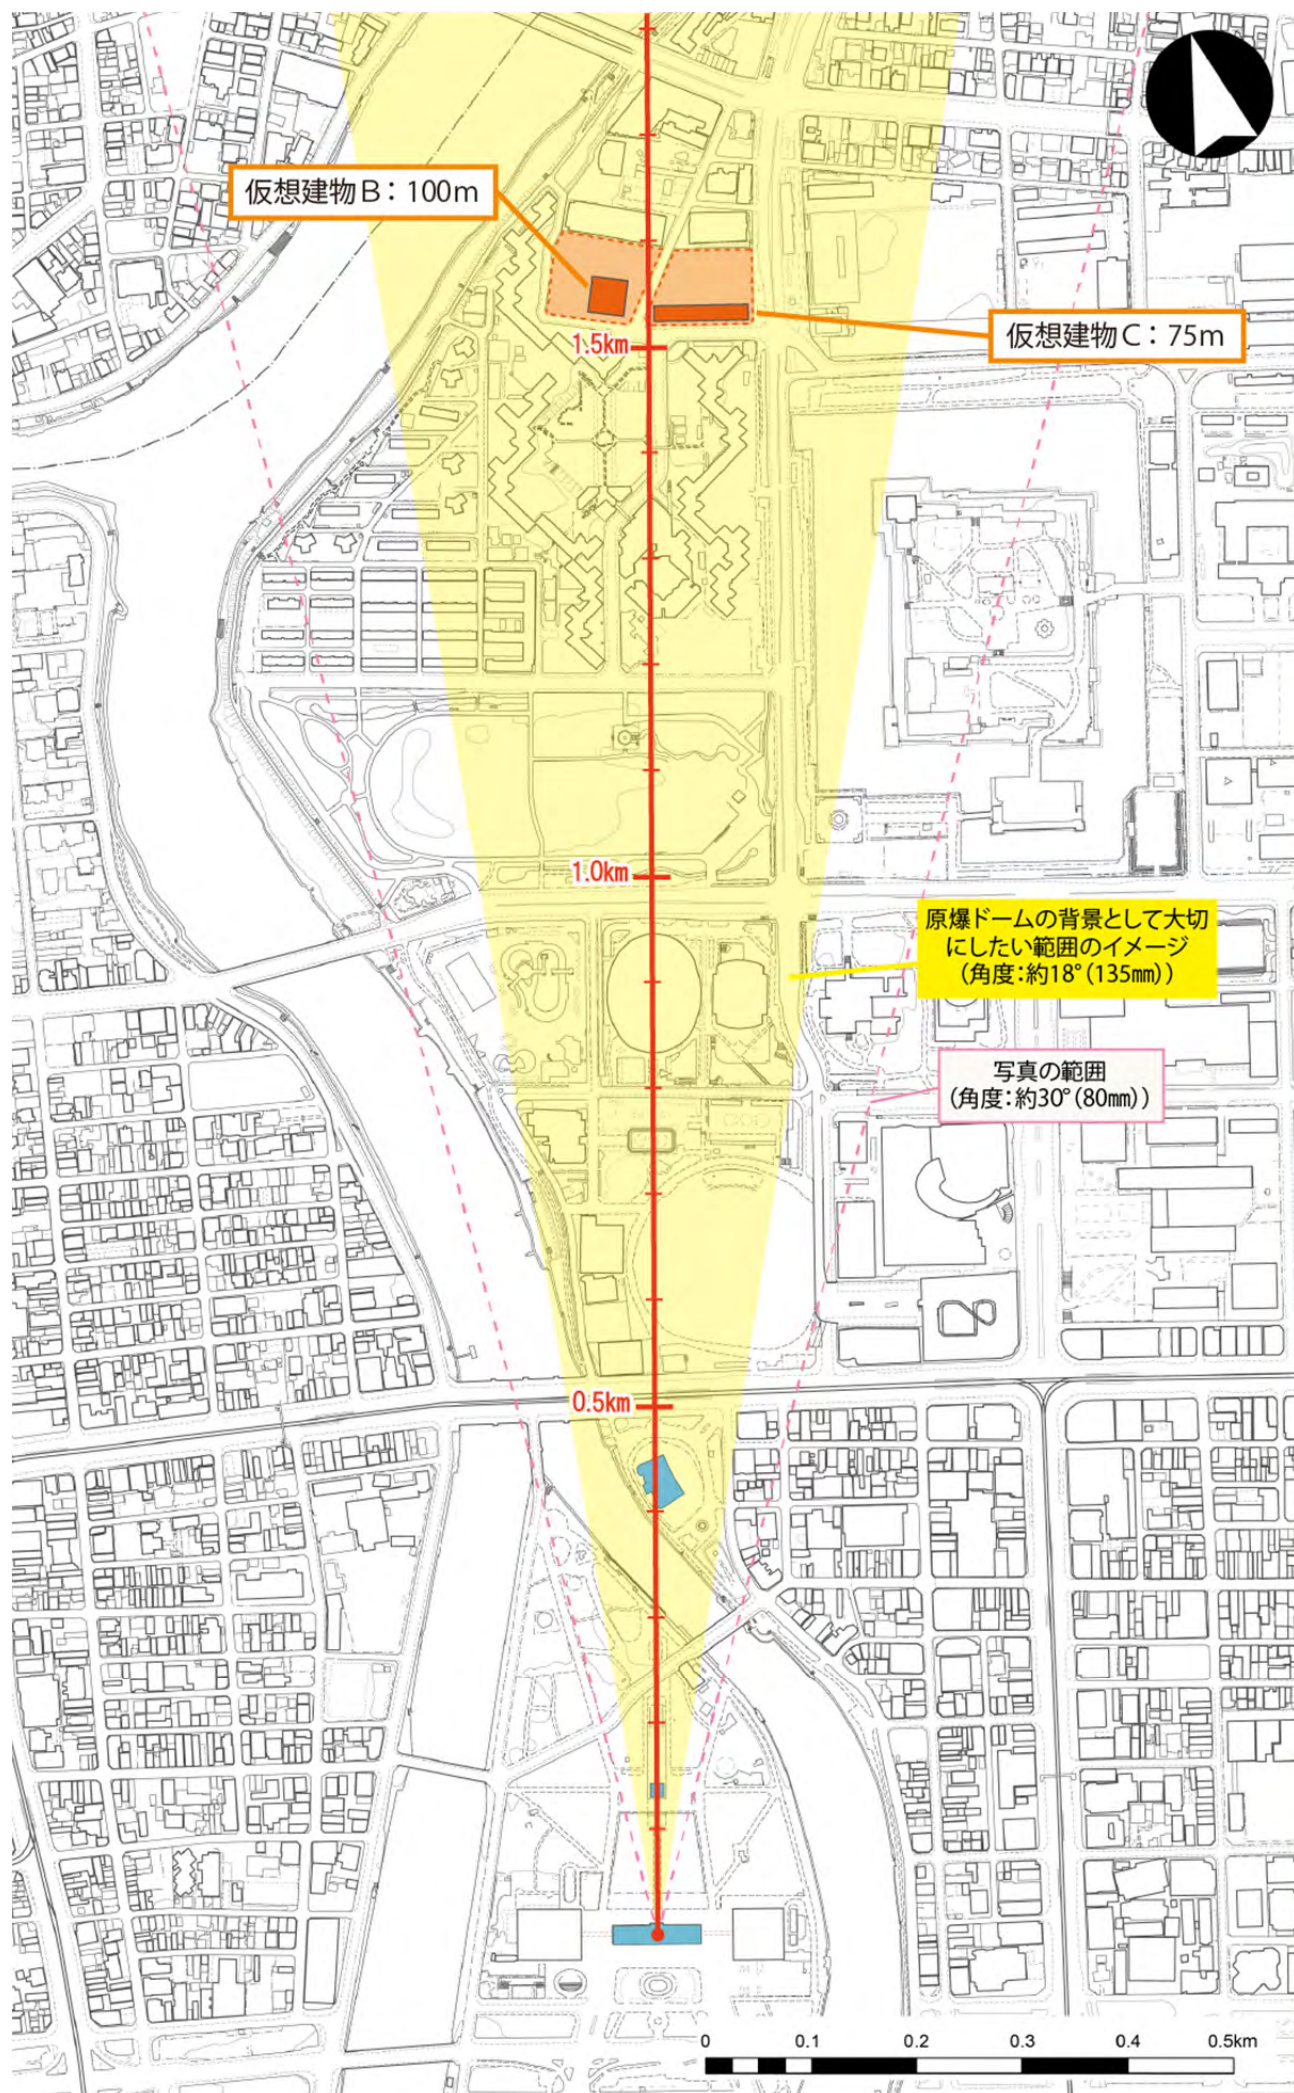 仮想建物B：100m
仮想建物C：75m
1.5km
1.0km
原爆ドームの背景として大切
にしたい範囲のイメージ
（角度：約18°（135㎜））
写真の範囲
（角度：約30°（80㎜））
0.5km
0 0.1 0.2 0.3 0.4 0.5km